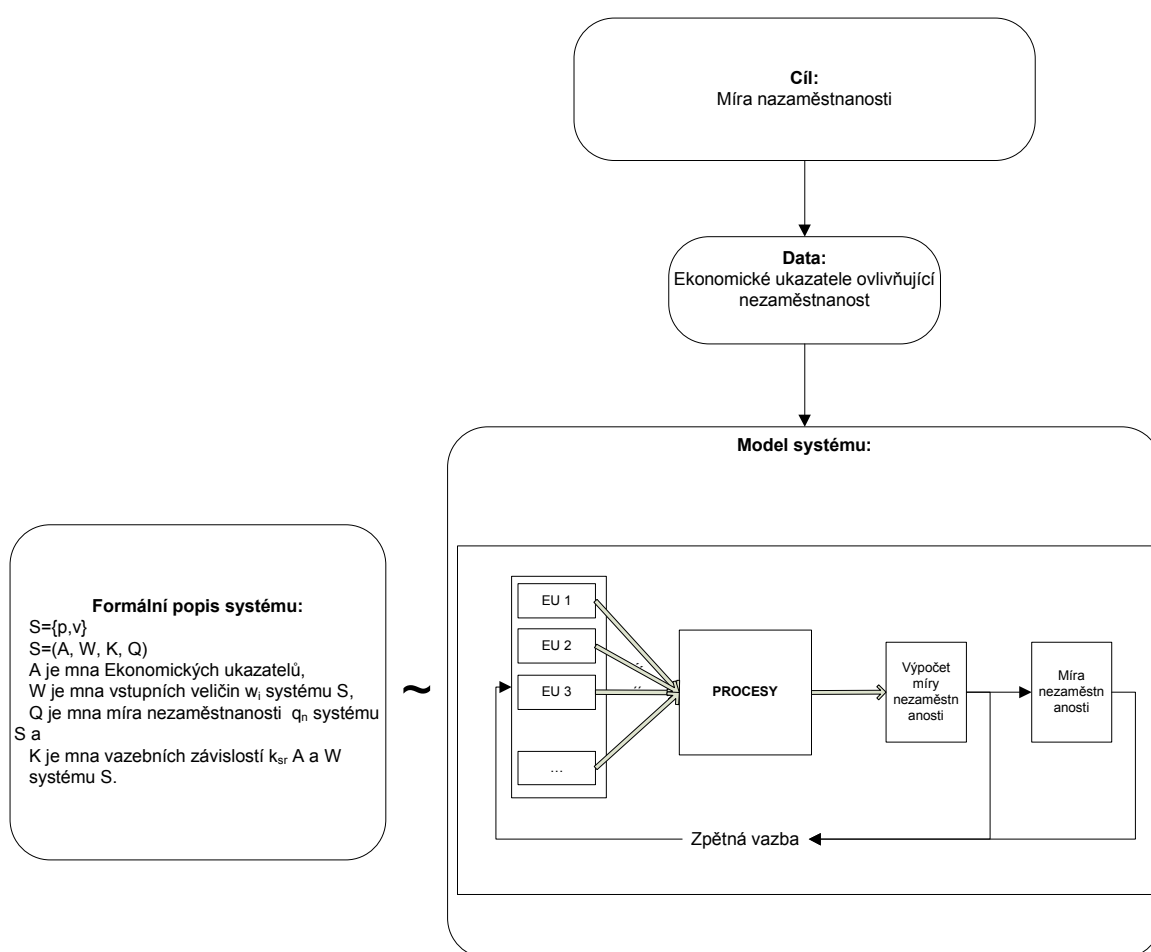 Cíl:
Míra nazaměstnanosti
Data:
Ekonomické ukazatele ovlivňující
nezaměstnanost
Model systému:
Formální popis systému:
S={p,v}
S=(A, W, K, Q)
A je mna Ekonomických ukazatelů,
W je mna vstupních veličin wi systému S,
Q je mna míra nezaměstnanosti qn systému
S a
K je mna vazebních závislostí ksr A a W
systému S.
~
EU 1
EU 2
EU 3
...
PROCESY
Výpočet
míry
nezaměstn
anosti
Míra
nezaměstn
anosti
Zpětná vazba